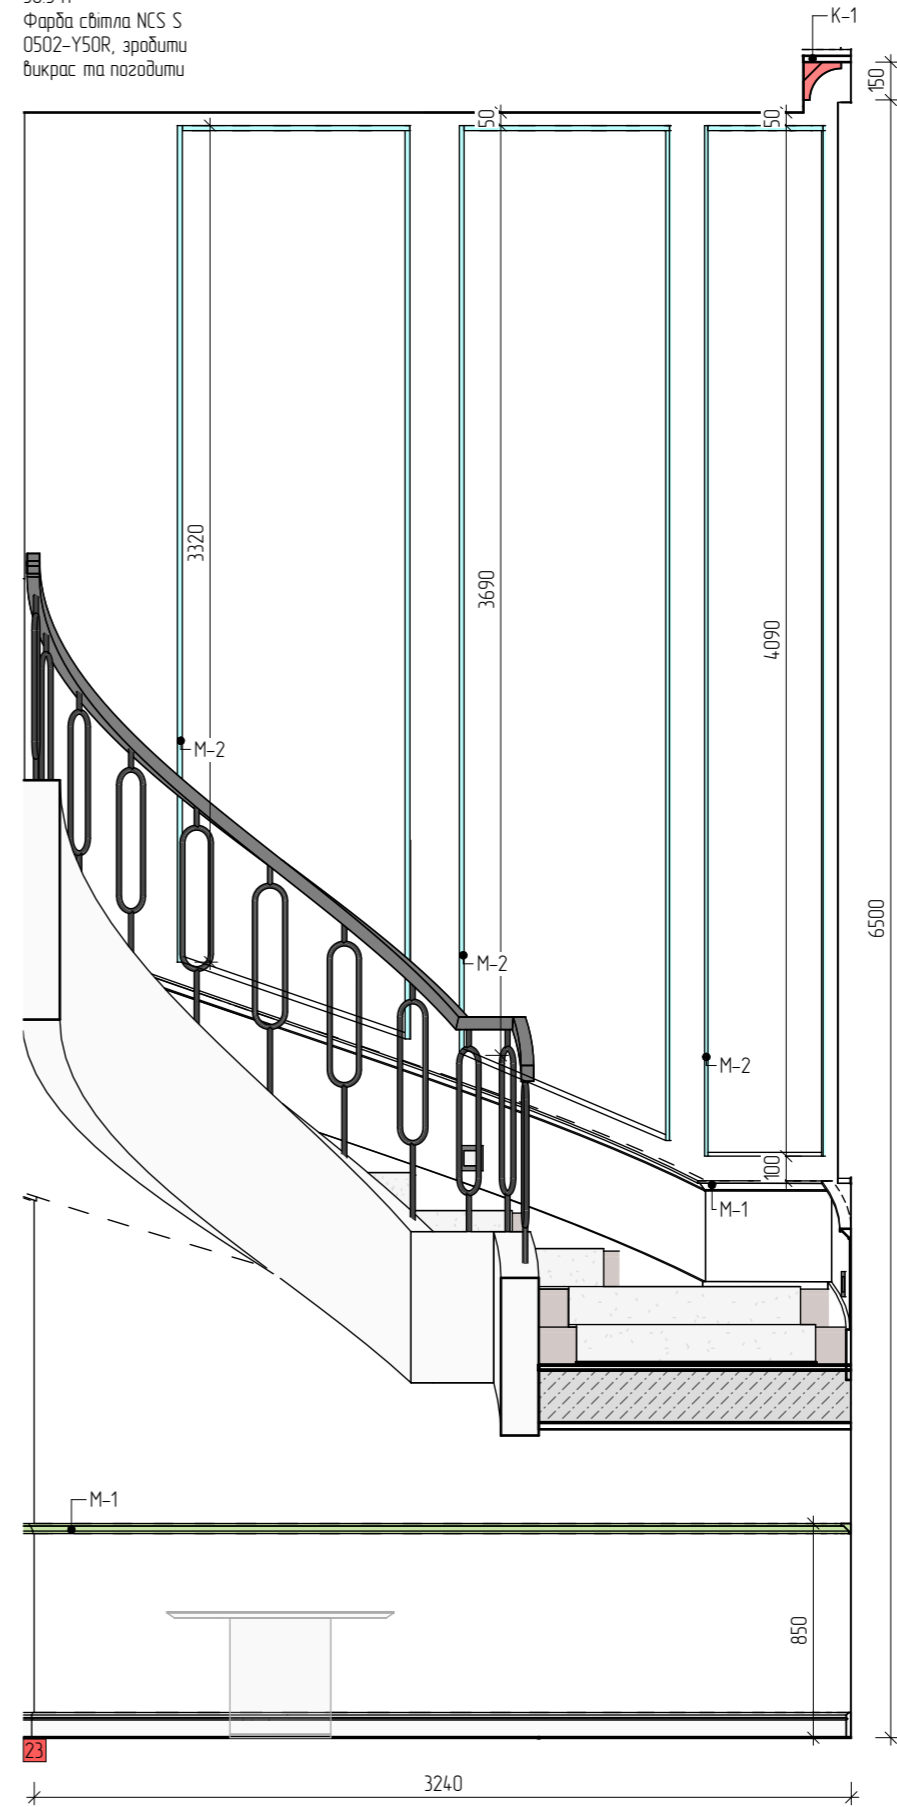 Фарба світла NCS S
0502-Y50R, зробити
викрас та погодити
K-1
150
50
50
3320
3690
4090
M-2
M-2
M-2
6500
100
M-1
M-1
850
23
3240